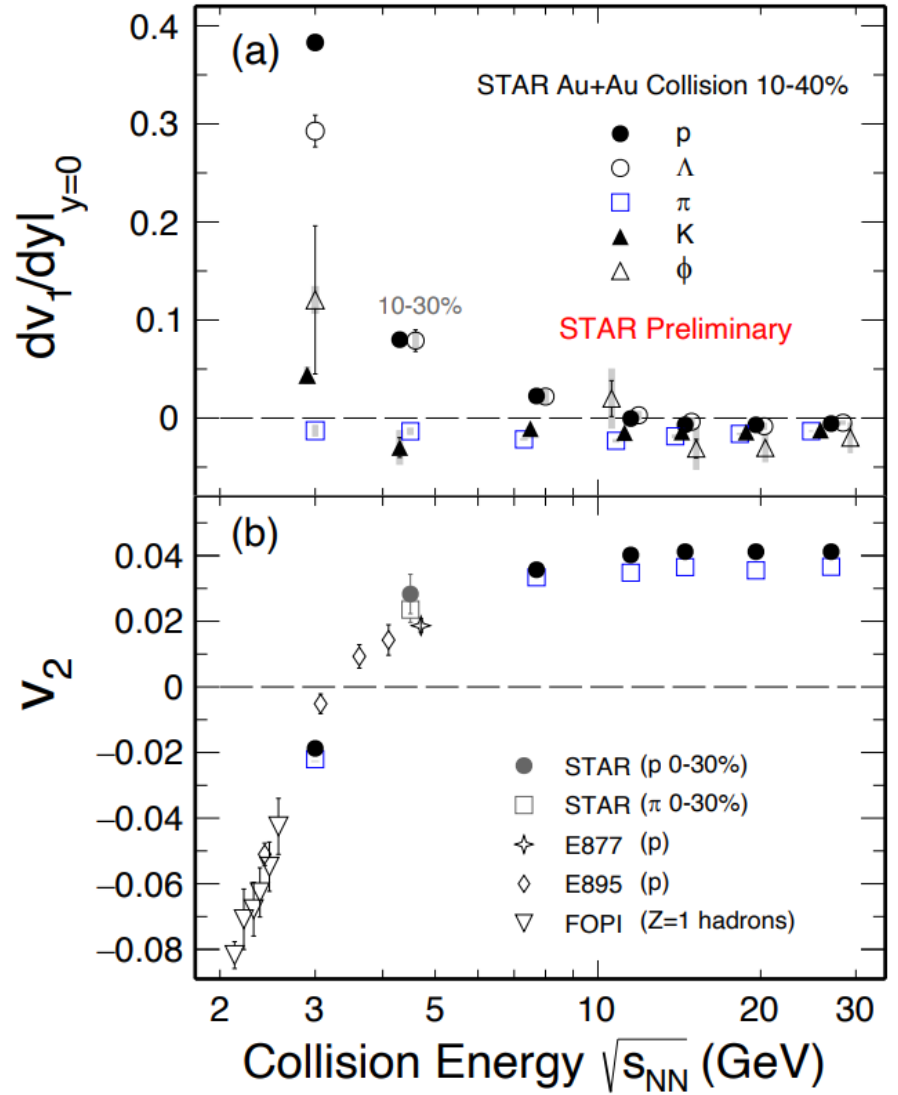 (a)
STAR Au+Au Collision 10-40%
p
Λ
π
K
ϕ
10-30%
STAR Preliminary
0.4
0.3
0.2
0.1
0
dv₁/dy|y=0
(b)
0.04
0.02
0
−0.02
−0.04
−0.06
−0.08
v₂
STAR (p 0-30%)
STAR (π 0-30%)
E877 (p)
E895 (p)
FOPI (Z=1 hadrons)
2 3 4 5 10 20 30
Collision Energy √sNN (GeV)